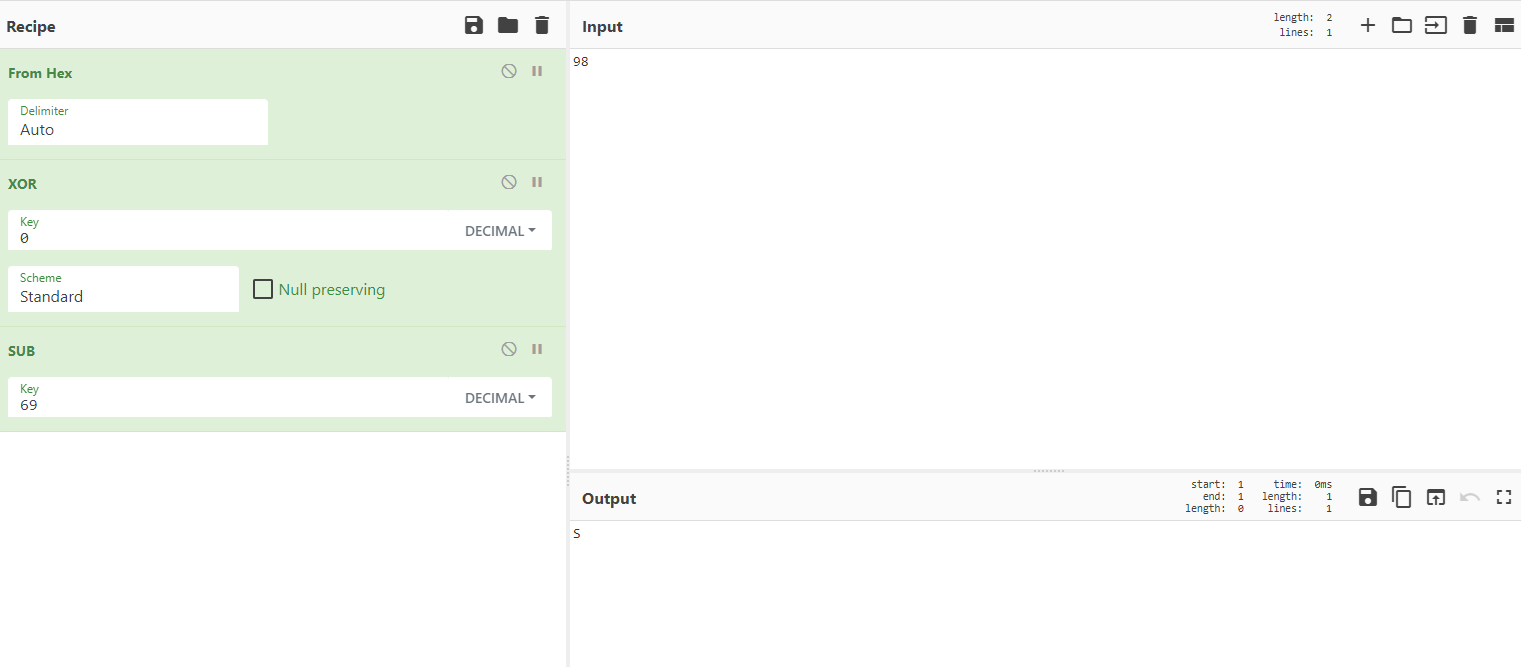 Recipe
From Hex
Delimiter
Auto
XOR
Key
0
DECIMAL
Scheme
Standard
Null preserving
SUB
Key
69
DECIMAL
Input
length: 2
lines: 1
98
Output
start: 1 time: 0ms
end: 1 length: 1
length: 0 lines: 1
S